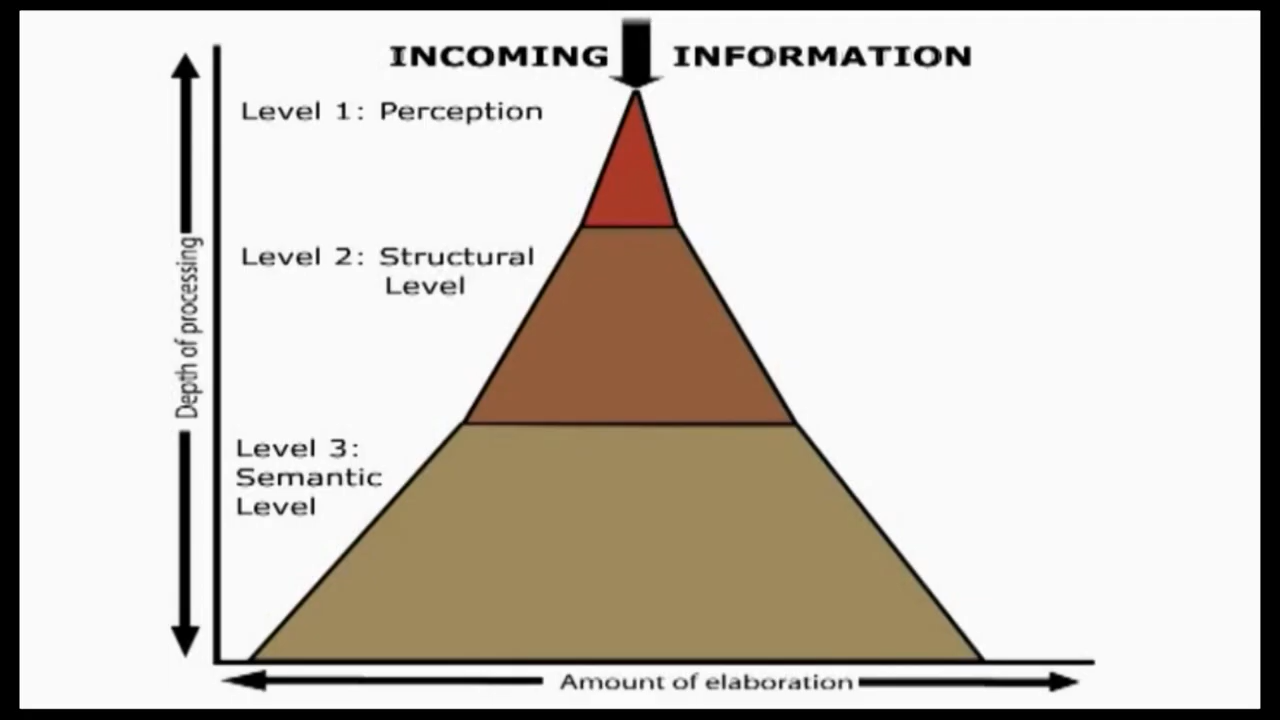 INCOMING INFORMATION
Level 1: Perception
Level 2: Structural
Level
Depth of processing
Level 3:
Semantic
Level
Amount of elaboration